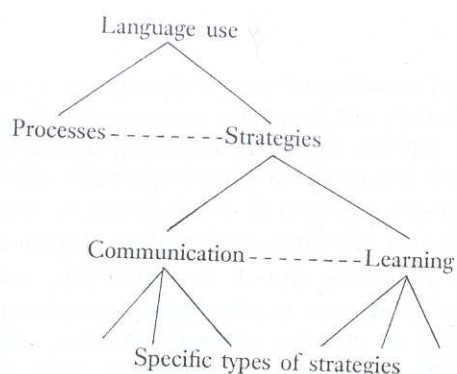 Language use
Processes - - - - - - - - Strategies
Communication - - - - - - - - Learning
Specific types of strategies